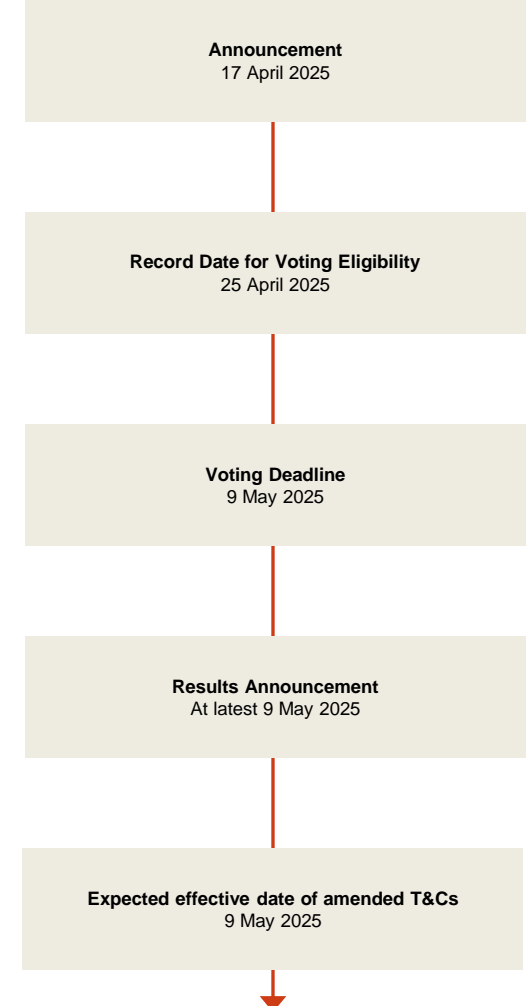 Announcement
17 April 2025
Record Date for Voting Eligibility
25 April 2025
Voting Deadline
9 May 2025
Results Announcement
At latest 9 May 2025
Expected effective date of amended T&Cs
9 May 2025